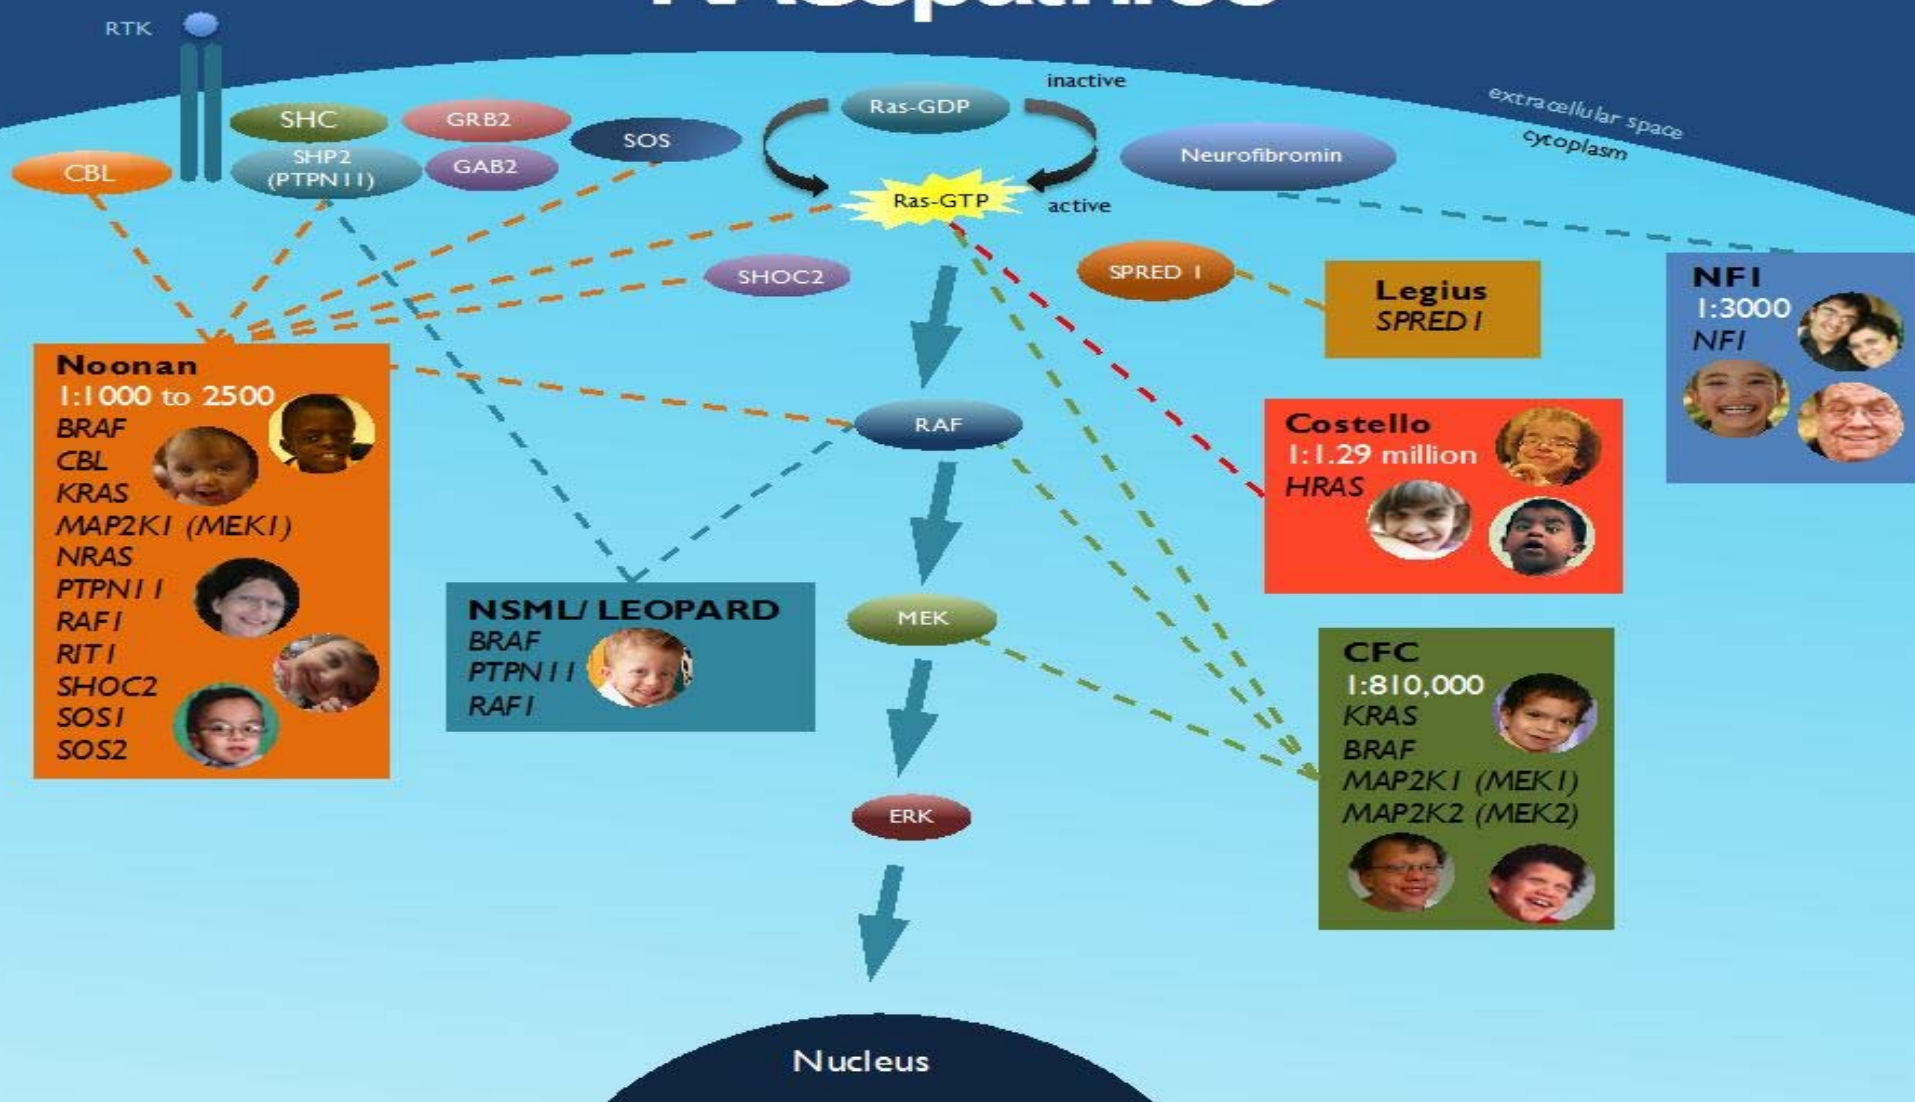 RTK
inactive
Ras-GDP
extracellular space
cytoplasm
SHC
GRB2
SOS
Neurofibromin
CBL
SHP2
(PTPN11)
GAB2
Ras-GTP
active
SHOC2
SPRED 1
Legius
SPRED1
NF1
1:3000
NF1
Noonan
1:1000 to 2500
BRAF
CBL
KRAS
MAP2K1 (MEK1)
NRAS
PTPN11
RAF1
RIT1
SHOC2
SOS1
SOS2
RAF
Costello
1:1.29 million
HRAS
NSML/ LEOPARD
BRAF
PTPN11
RAF1
MEK
CFC
1:810,000
KRAS
BRAF
MAP2K1 (MEK1)
MAP2K2 (MEK2)
ERK
Nucleus